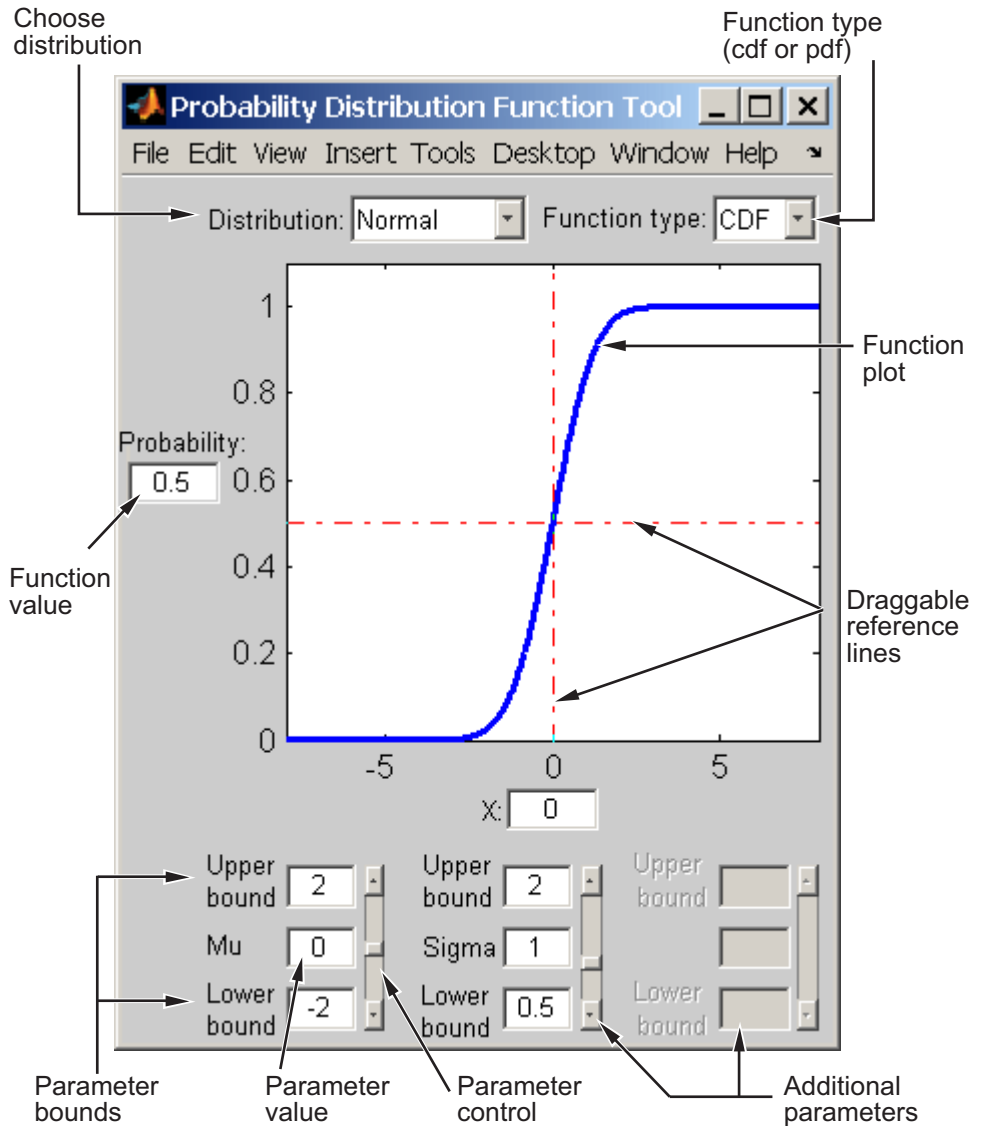 Choose
distribution
Function type
(cdf or pdf)
Probability Distribution Function Tool
File Edit View Insert Tools Desktop Window Help
Distribution: Normal Function type: CDF
1
0.8
0.6
0.4
0.2
0
-5 0 5
Probability:
0.5
Function
plot
Function
value
Draggable
reference
lines
X: 0
Upper
bound 2
Mu 0
Lower
bound -2
Upper
bound 2
Sigma 1
Lower
bound 0.5
Upper
bound
Lower
bound
Parameter
bounds
Parameter
value
Parameter
control
Additional
parameters